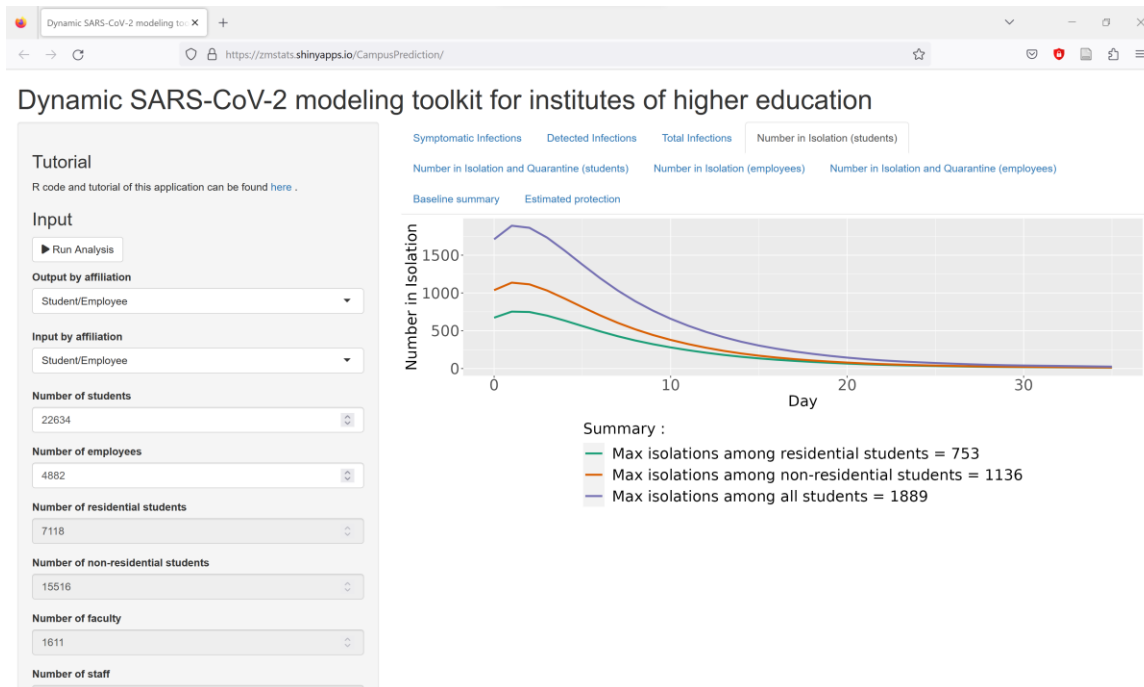 Dynamic SARS-CoV-2 modeling too
https://zmstats.shinyapps.io/CampusPrediction/
Dynamic SARS-CoV-2 modeling toolkit for institutes of higher education
Tutorial
R code and tutorial of this application can be found here .
Input
Run Analysis
Output by affiliation
Student/Employee
Input by affiliation
Student/Employee
Number of students
22634
Number of employees
4882
Number of residential students
7118
Number of non-residential students
15516
Number of faculty
1611
Number of staff
Symptomatic Infections Detected Infections Total Infections Number in Isolation (students)
Number in Isolation and Quarantine (students) Number in Isolation (employees) Number in Isolation and Quarantine (employees)
Baseline summary Estimated protection
Number in Isolation
1500
1000
500
0
0 10 20 30
Day
Summary :
Max isolations among residential students = 753
Max isolations among non-residential students = 1136
Max isolations among all students = 1889